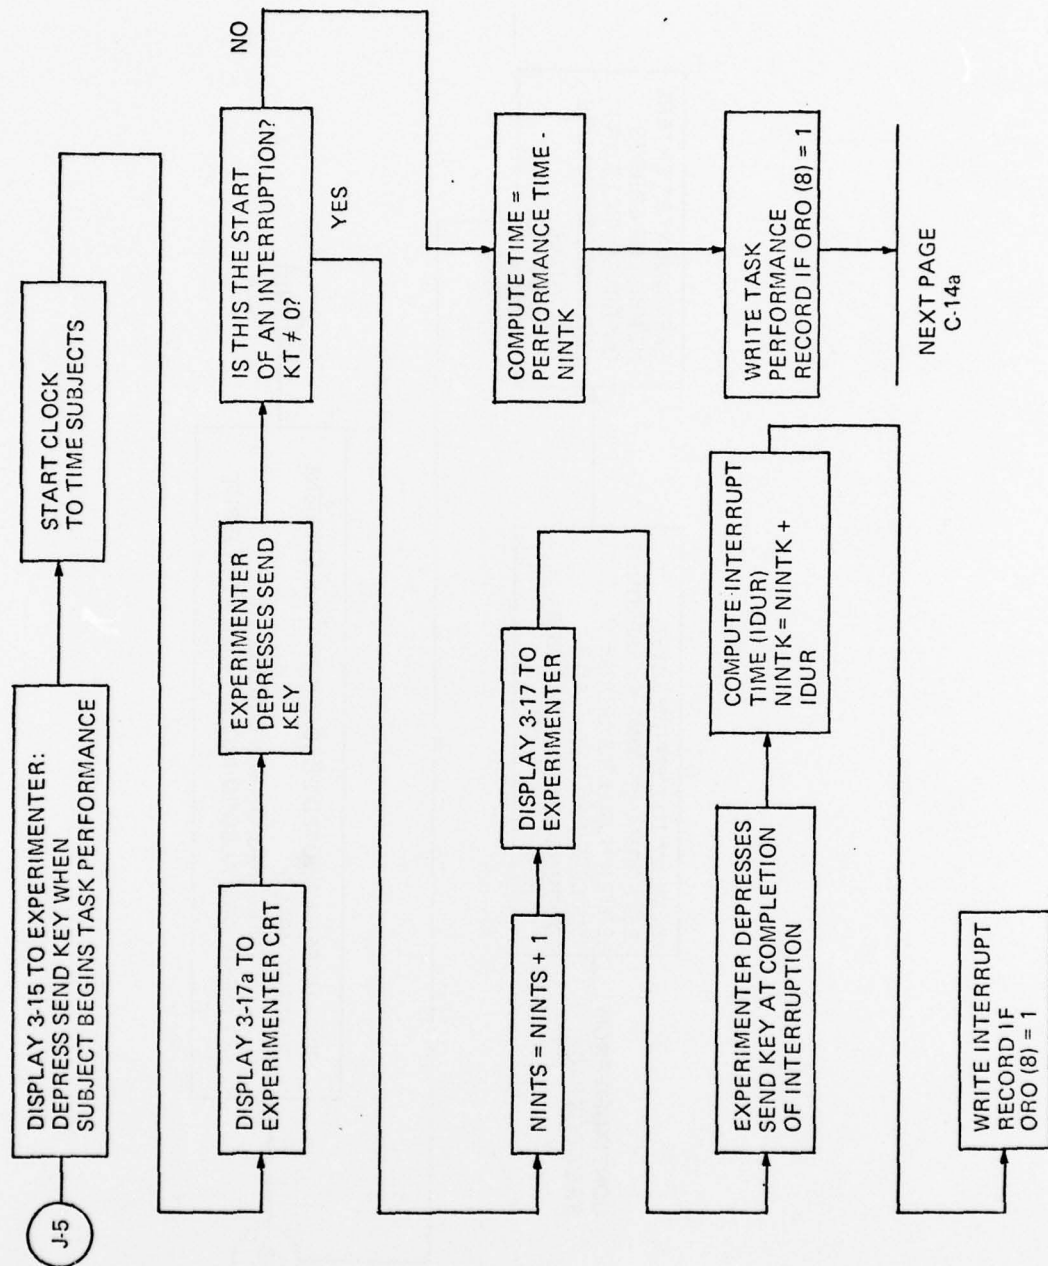 J-5
DISPLAY 3-15 TO EXPERIMENTER:
DEPRESS SEND KEY WHEN
SUBJECT BEGINS TASK PERFORMANCE
START CLOCK
TO TIME SUBJECTS
DISPLAY 3-17a TO
EXPERIMENTER CRT
EXPERIMENTER
DEPRESSES SEND
KEY
IS THIS THE START
OF AN INTERRUPTION?
KT ≠ 0?
NO
YES
NINTS = NINTS + 1
DISPLAY 3-17 TO
EXPERIMENTER
COMPUTE TIME =
PERFORMANCE TIME -
NINTK
EXPERIMENTER DEPRESSES
SEND KEY AT COMPLETION
OF INTERRUPTION
COMPUTE INTERRUPT
TIME (IDUR)
NINTK = NINTK +
IDUR
WRITE TASK
PERFORMANCE
RECORD IF ORO (8) = 1
WRITE INTERRUPT
RECORD IF
ORO (8) = 1
NEXT PAGE
C-14a